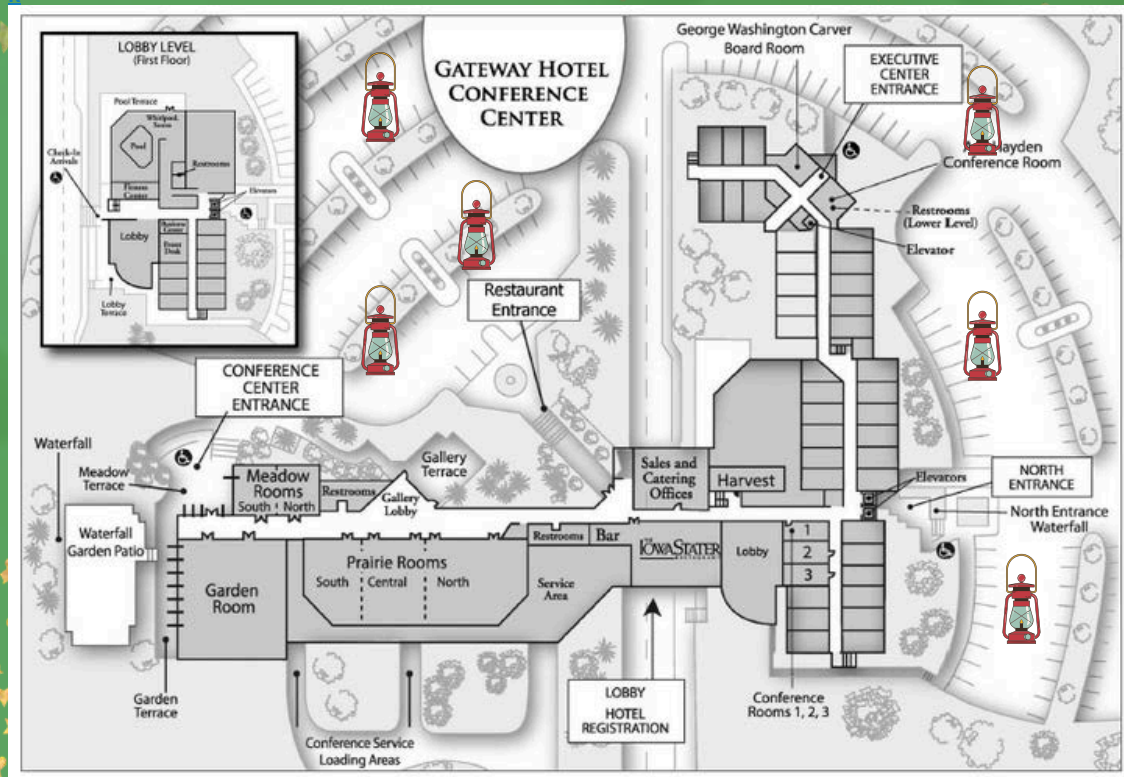 LOBBY LEVEL
(First Floor)
Pool Terrace
Whirlpool,
Pool
Restrooms
Check-In
Arrivals
Fitness
Center
Elevators
Lobby
Business
Center
Front
Desk
Lobby
Terrace
GATEWAY HOTEL
CONFERENCE
CENTER
George Washington Carver
Board Room
EXECUTIVE
CENTER
ENTRANCE
Hayden
Conference Room
Restrooms
(Lower Level)
Elevator
Restaurant
Entrance
CONFERENCE
CENTER
ENTRANCE
Waterfall
Meadow
Terrace
Meadow
Rooms
South North
Restrooms
Gallery
Terrace
Gallery
Lobby
Sales and
Catering
Offices
Harvest
Elevators
NORTH
ENTRANCE
North Entrance
Waterfall
Waterfall
Garden Patio
Garden
Room
Prairie Rooms
South Central North
Restrooms
Bar
Service
Area
THE
IOWASTATER
RESTAURANT
Lobby
1
2
3
Garden
Terrace
Conference Service
Loading Areas
LOBBY
HOTEL
REGISTRATION
Conference
Rooms 1, 2, 3